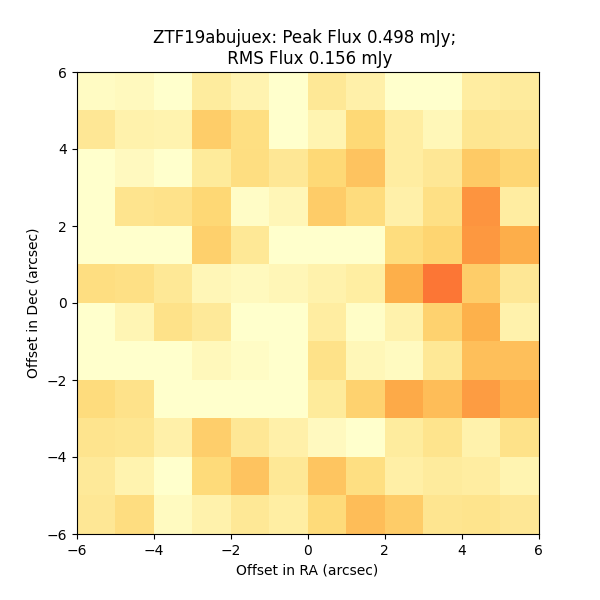 ZTF19abujuex: Peak Flux 0.498 mJy;
RMS Flux 0.156 mJy
6
4
2
0
−2
−4
−6
Offset in Dec (arcsec)
−6 −4 −2 0 2 4 6
Offset in RA (arcsec)